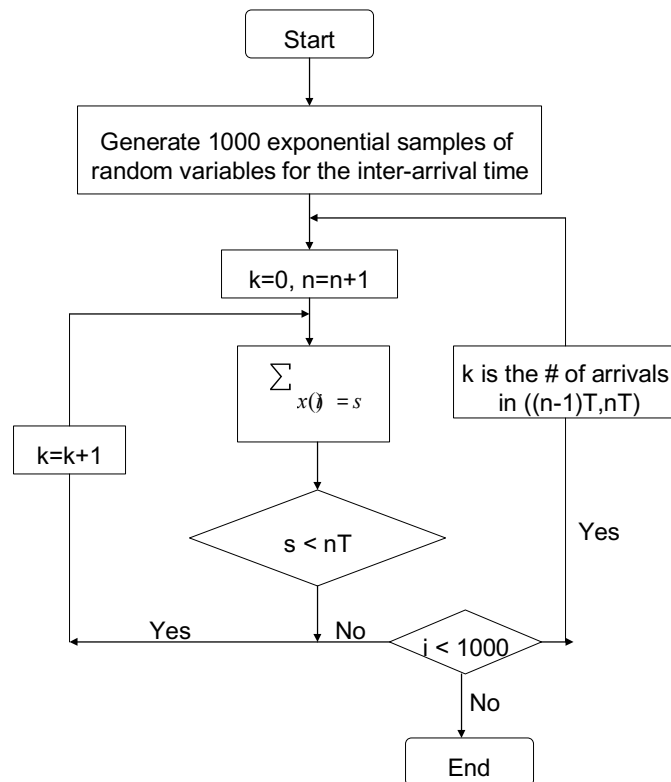 Start
Generate 1000 exponential samples of
random variables for the inter-arrival time
k=0, n=n+1
∑
x(i) = s
k is the # of arrivals
in ((n-1)T,nT)
k=k+1
s < nT
Yes
Yes
No
i < 1000
No
End